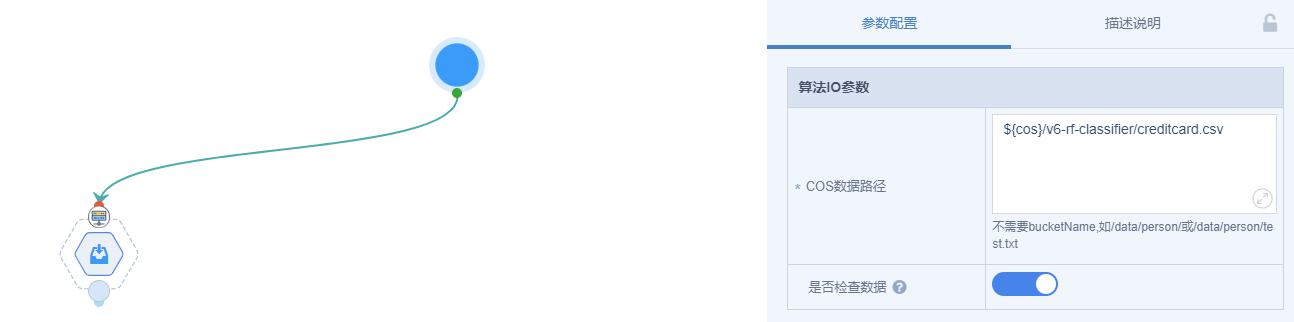 参数配置
描述说明
算法IO参数
* COS数据路径
${cos}/v6-rf-classifier/creditcard.csv
不需要bucketName,如/data/person/或/data/person/te
st.txt
是否检查数据 ?